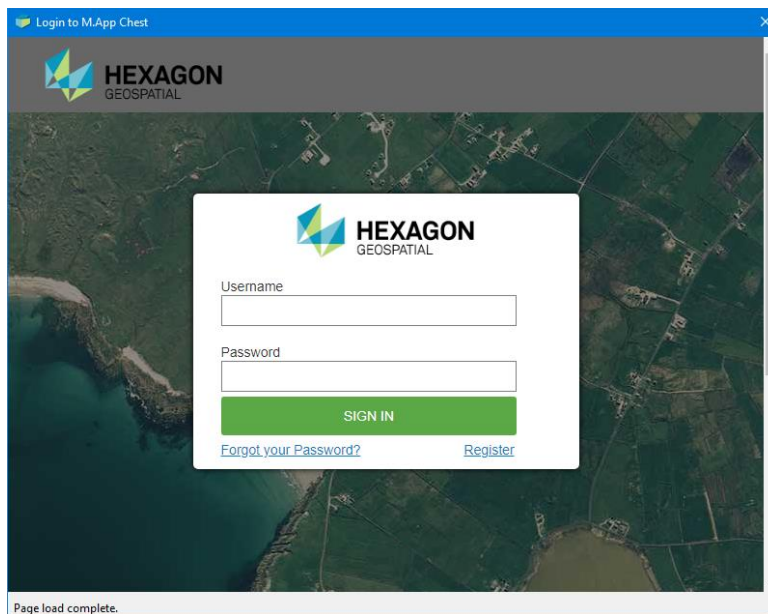 Login to M.App Chest
HEXAGON
GEOSPATIAL
HEXAGON
GEOSPATIAL
Username
Password
SIGN IN
Forgot your Password? Register
Page load complete.